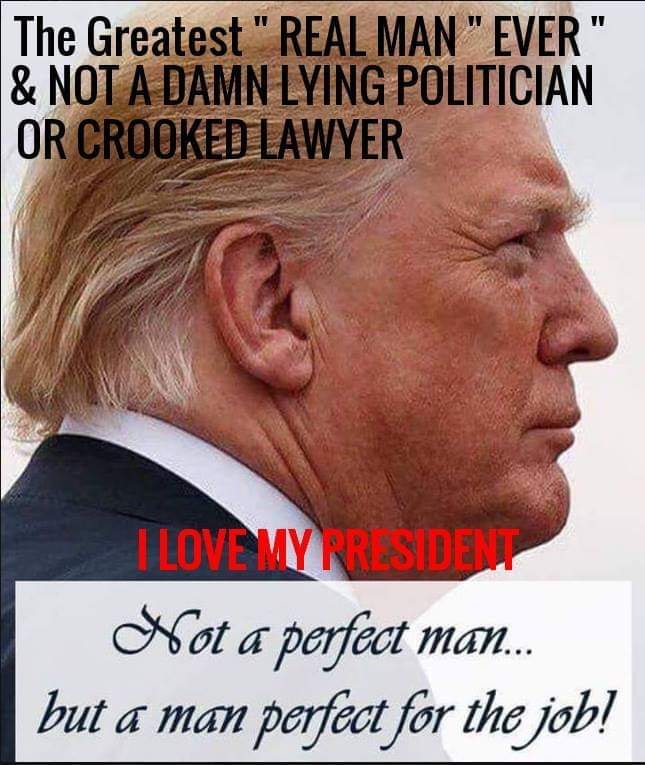 The Greatest " REAL MAN " EVER "
& NOT A DAMN LYING POLITICIAN
OR CROOKED LAWYER
I LOVE MY PRESIDENT
Not a perfect man...
but a man perfect for the job!